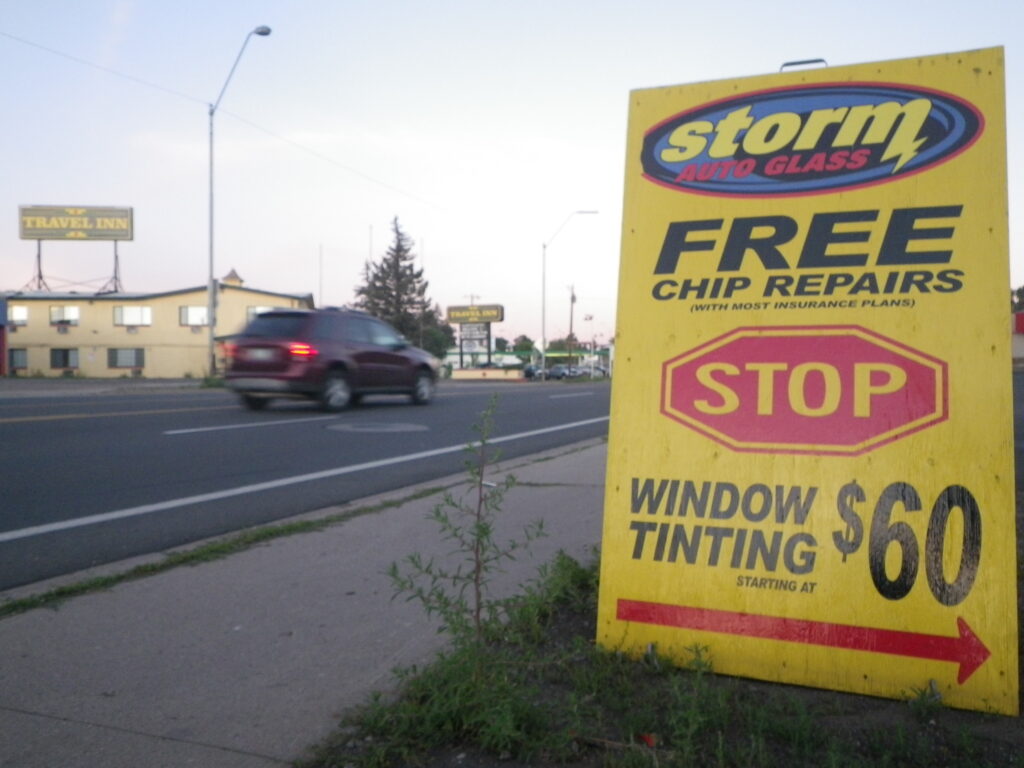 TRAVEL INN
TRAVEL INN
storm
AUTO GLASS
FREE
CHIP REPAIRS
(WITH MOST INSURANCE PLANS)
STOP
WINDOW
TINTING
$60
STARTING AT